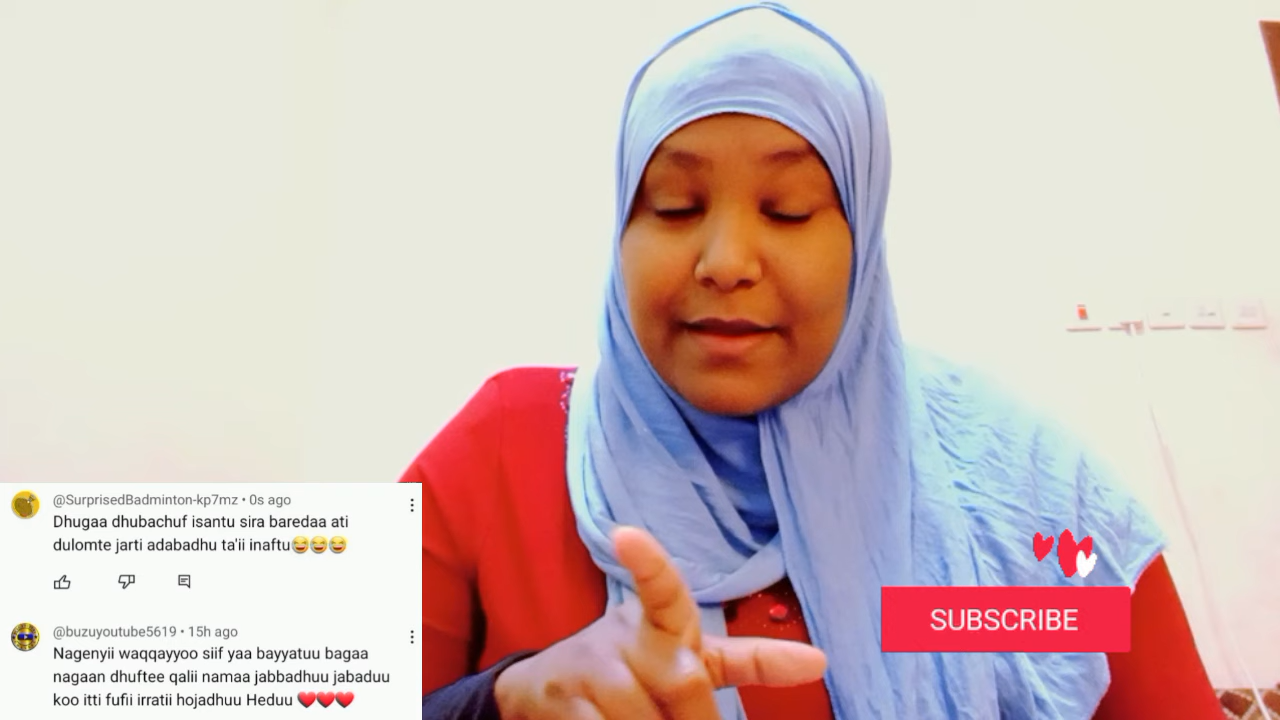 @SurprisedBadminton-kp7mz • 0s ago
Dhugaa dhubachuf isantu sira baredaa ati
dulomte jarti adabadhu ta'ii inaftu😂😂😂
@buzuyoutube5619 • 15h ago
Nagenyii waqqayyoo siif yaa bayyatuu bagaa
nagaan dhuftee qalii namaa jabbadhuu jabaduu
koo itti fufii irratii hojadhuu Heduu ❤️❤️❤️
SUBSCRIBE